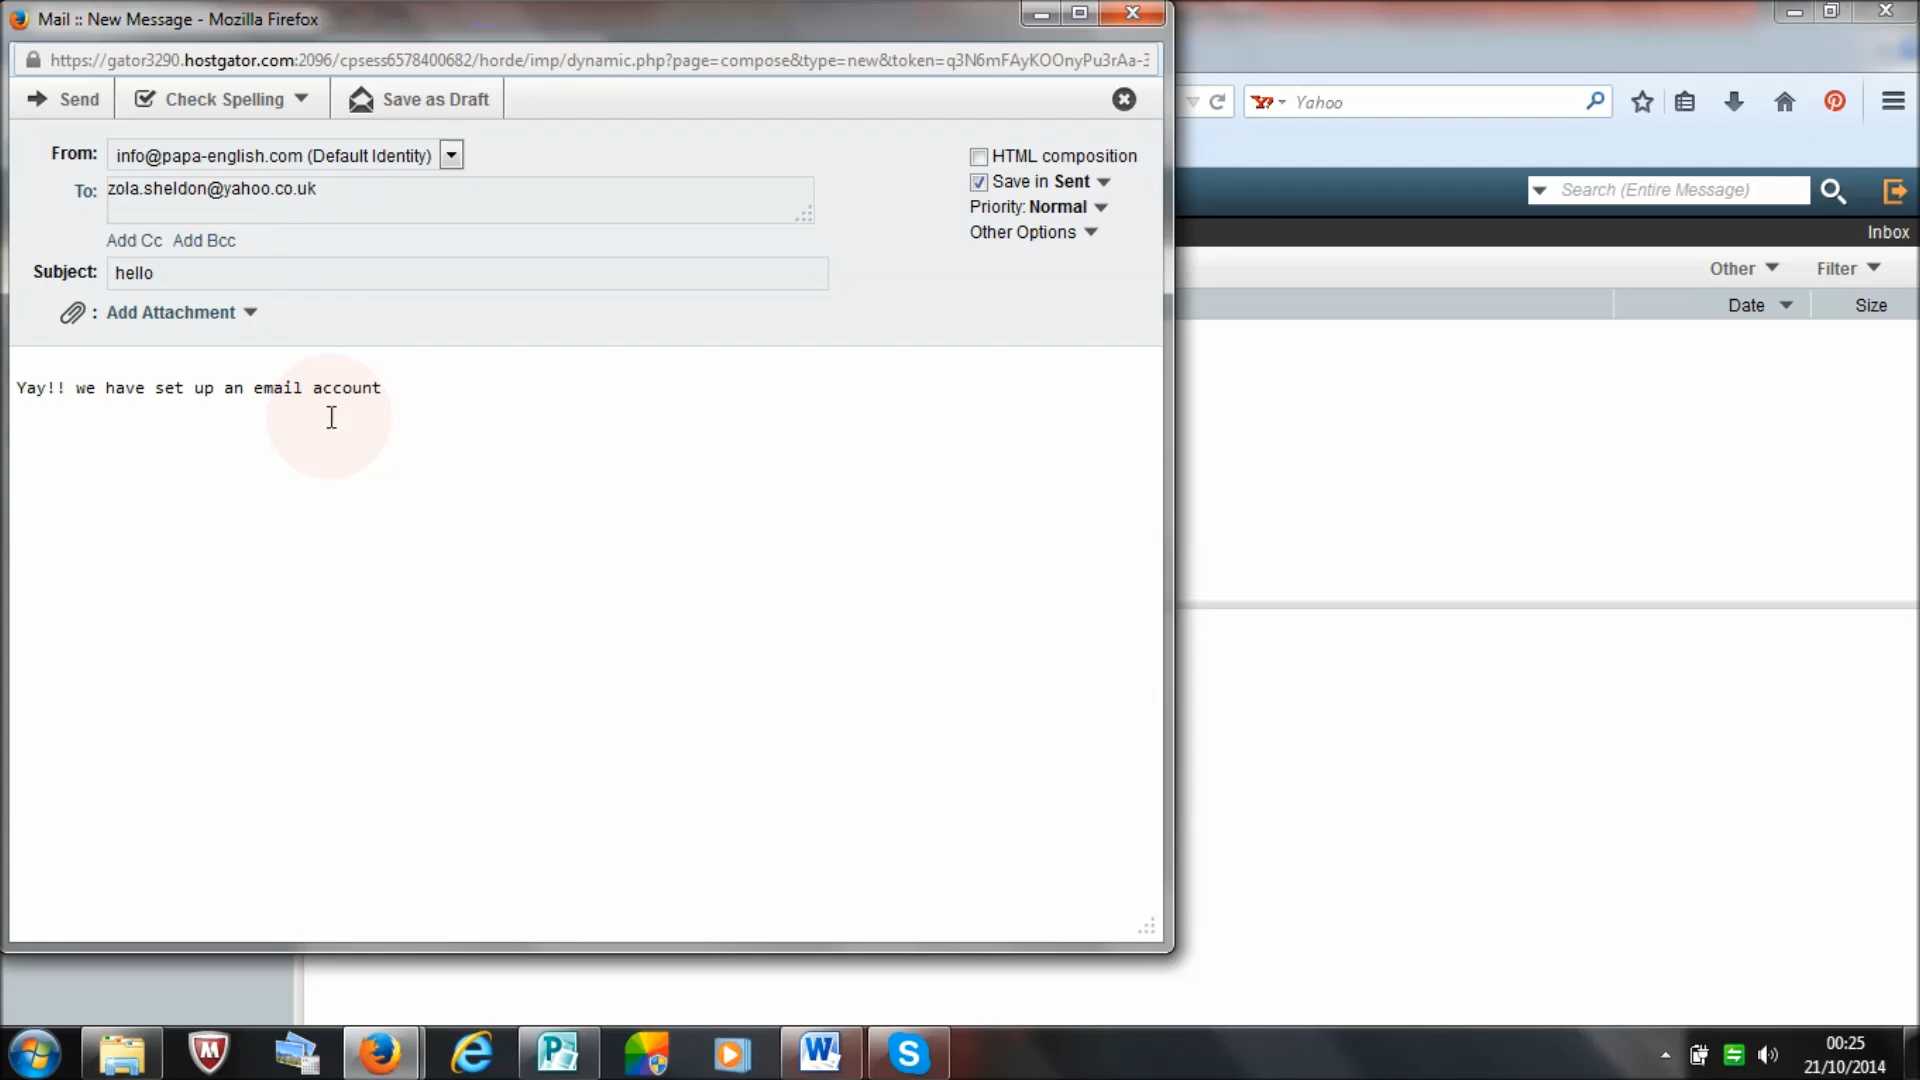 Mail :: New Message - Mozilla Firefox
https://gator3290.hostgator.com:2096/cpsess6578400682/horde/imp/dynamic.php?page=compose&type=new&token=q3N6mFAyKOOnyPu3rAa-3
Yahoo
Send
Check Spelling
Save as Draft
From: info@papa-english.com (Default Identity)
HTML composition
To: zola.sheldon@yahoo.co.uk
Save in Sent
Search (Entire Message)
Priority: Normal
Other Options
Inbox
Add Cc Add Bcc
Subject: hello
Other
Filter
: Add Attachment
Date
Size
Yay!! we have set up an email account
00:25
21/10/2014